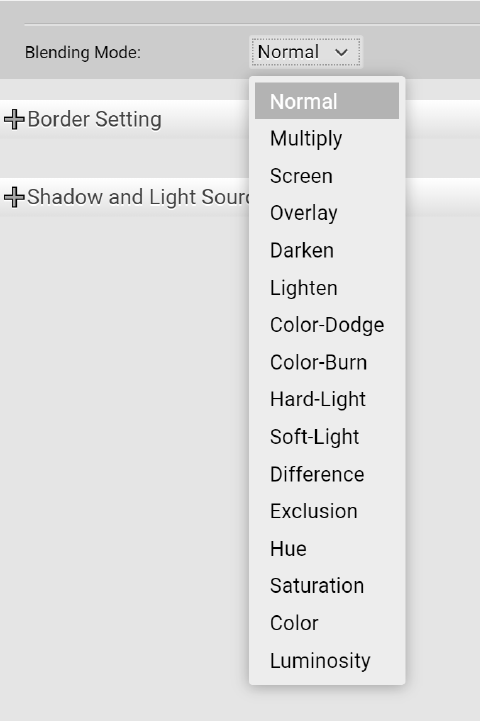 Blending Mode:
Normal
Normal
Border Setting
Multiply
Screen
Shadow and Light
Overlay
Darken
Lighten
Color-Dodge
Color-Burn
Hard-Light
Soft-Light
Difference
Exclusion
Hue
Saturation
Color
Luminosity